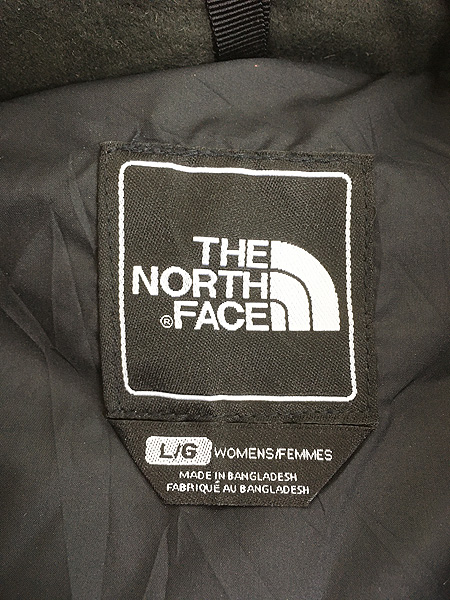 THE
NORTH
®FACE
L/G WOMENS/FEMMES
MADE IN BANGLADESH
FABRIQUÉ AU BANGLADESH